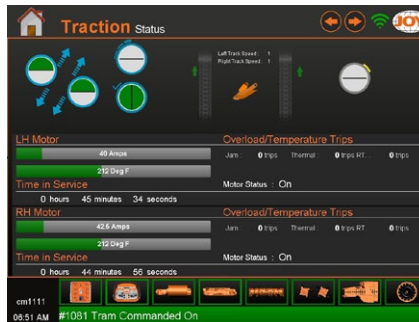 Traction Status
JOY
Left Track Speed : 1
Right Track Speed : 1
LH Motor
Overload/Temperature Trips
40 Amps
Jam : 0 trips Thermal : 0 trips RT... 0 trips
212 Deg F
Time in Service
Motor Status : On
0 hours 45 minutes 34 seconds
RH Motor
Overload/Temperature Trips
42.6 Amps
Jam : 0 trips Thermal : 0 trips RT... 0 trips
212 Deg F
Time in Service
Motor Status : On
0 hours 44 minutes 56 seconds
cm1111
06:51 AM
#1081 Tram Commanded On